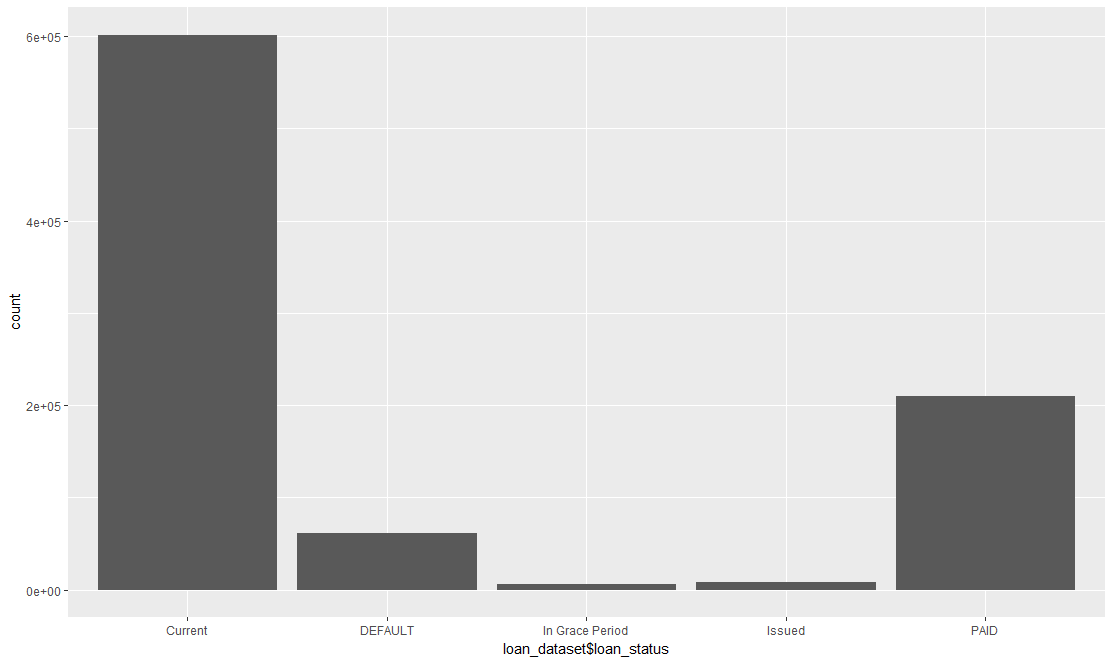 6e+05
4e+05
2e+05
0e+00
count
Current DEFAULT In Grace Period Issued PAID
loan_dataset$loan_status